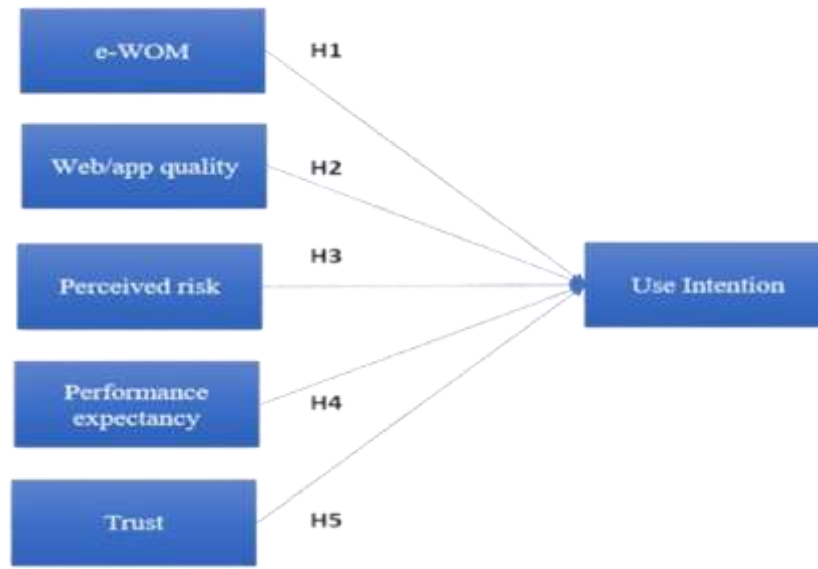 e-WOM
H1
Web/app quality
H2
Perceived risk
H3
Use Intention
Performance
expectancy
H4
Trust
H5